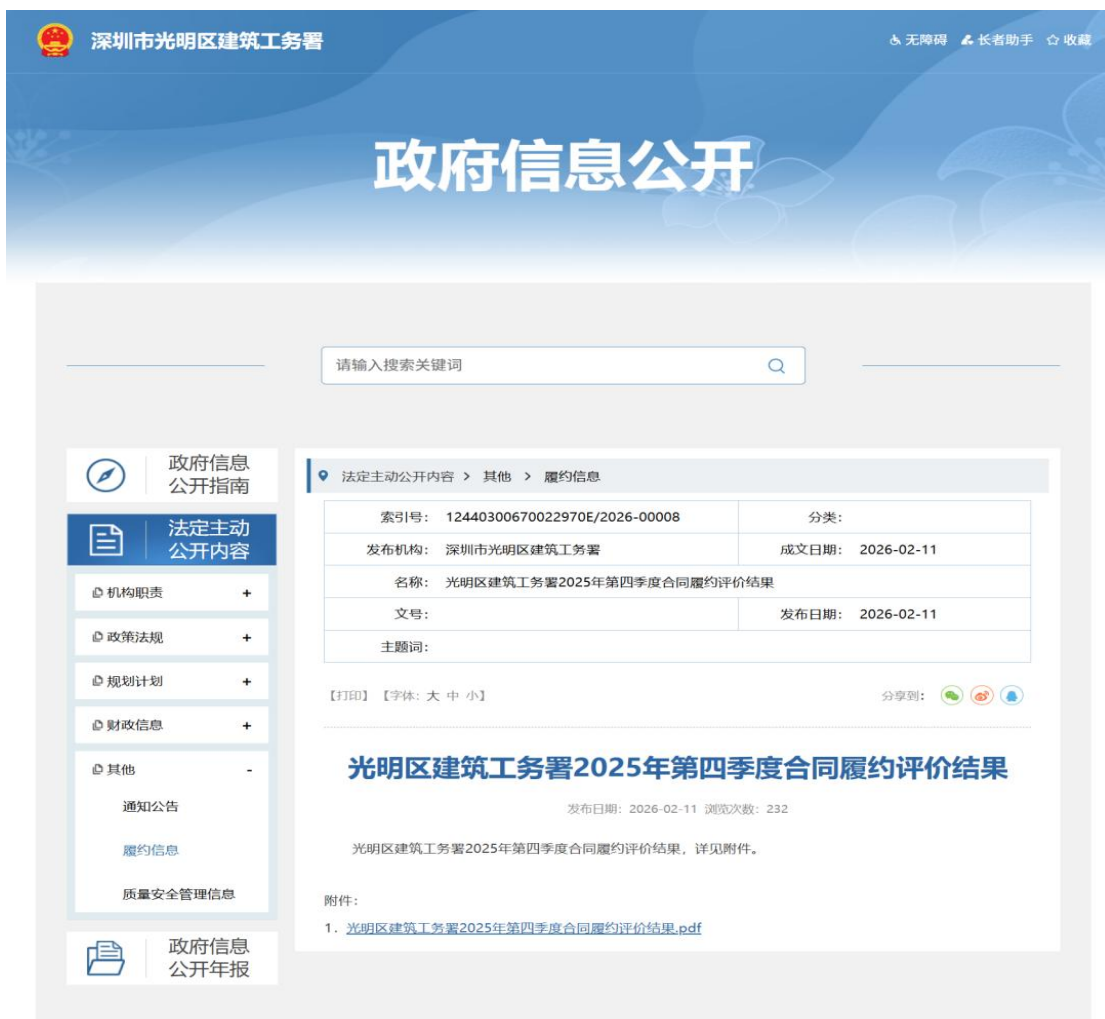 深圳市光明区建筑工务署
无障碍 长者助手 收藏
政府信息公开
请输入搜索关键词
政府信息
公开指南
法定主动
公开内容
机构职责 +
政策法规 +
规划计划 +
财政信息 +
其他 -
通知公告
履约信息
质量安全管理信息
政府信息
公开年报
法定主动公开内容 > 其他 > 履约信息
索引号: 12440300670022970E/2026-00008 分类:
发布机构: 深圳市光明区建筑工务署 成文日期: 2026-02-11
名称: 光明区建筑工务署2025年第四季度合同履约评价结果
文号: 发布日期: 2026-02-11
主题词:
【打印】 【字体: 大 中 小】 分享到:
光明区建筑工务署2025年第四季度合同履约评价结果
发布日期: 2026-02-11 浏览次数: 232
光明区建筑工务署2025年第四季度合同履约评价结果，详见附件。
附件:
1. 光明区建筑工务署2025年第四季度合同履约评价结果.pdf